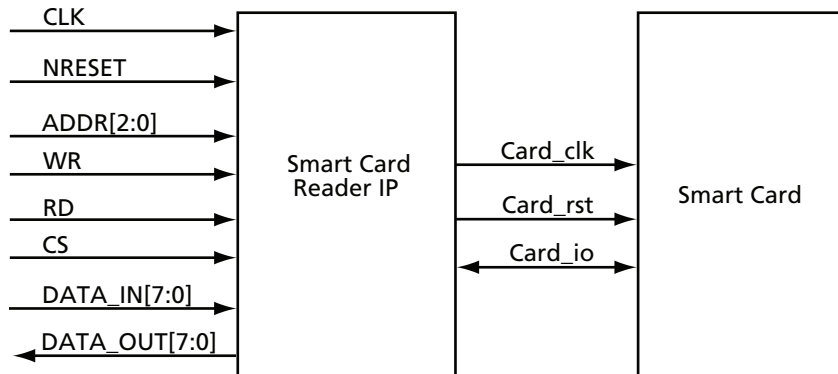 CLK
NRESET
ADDR[2:0]
WR
RD
CS
DATA_IN[7:0]
DATA_OUT[7:0]
Smart Card
Reader IP
Card_clk
Card_rst
Card_io
Smart Card